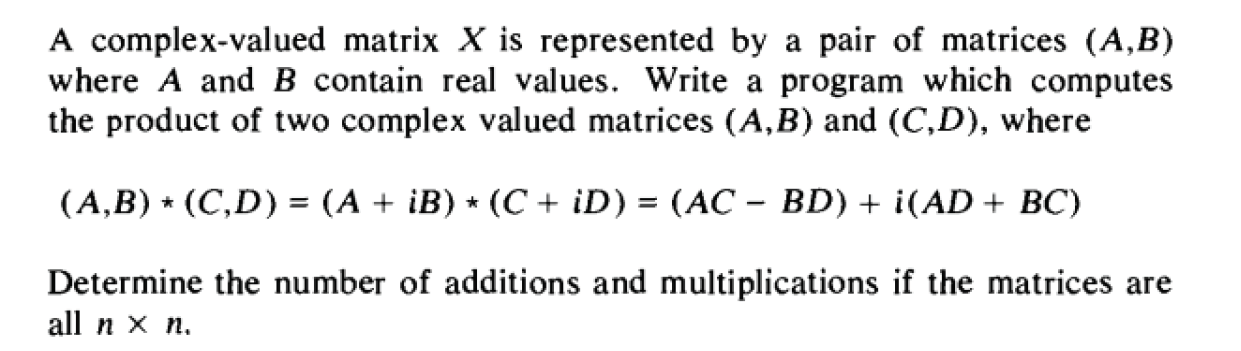 A complex-valued matrix X is represented by a pair of matrices (A,B)
where A and B contain real values. Write a program which computes
the product of two complex valued matrices (A,B) and (C,D), where
(A,B) * (C,D) = (A + iB) * (C + iD) = (AC − BD) + i(AD + BC)
Determine the number of additions and multiplications if the matrices are
all n × n.